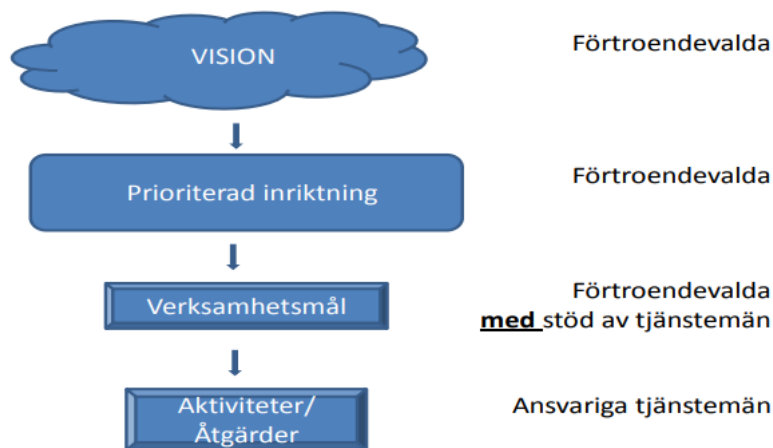 VISION
Förtroendevalda
Prioriterad inriktning
Förtroendevalda
Verksamhetsmål
Förtroendevalda
med stöd av tjänstemän
Aktiviteter/
Åtgärder
Ansvariga tjänstemän